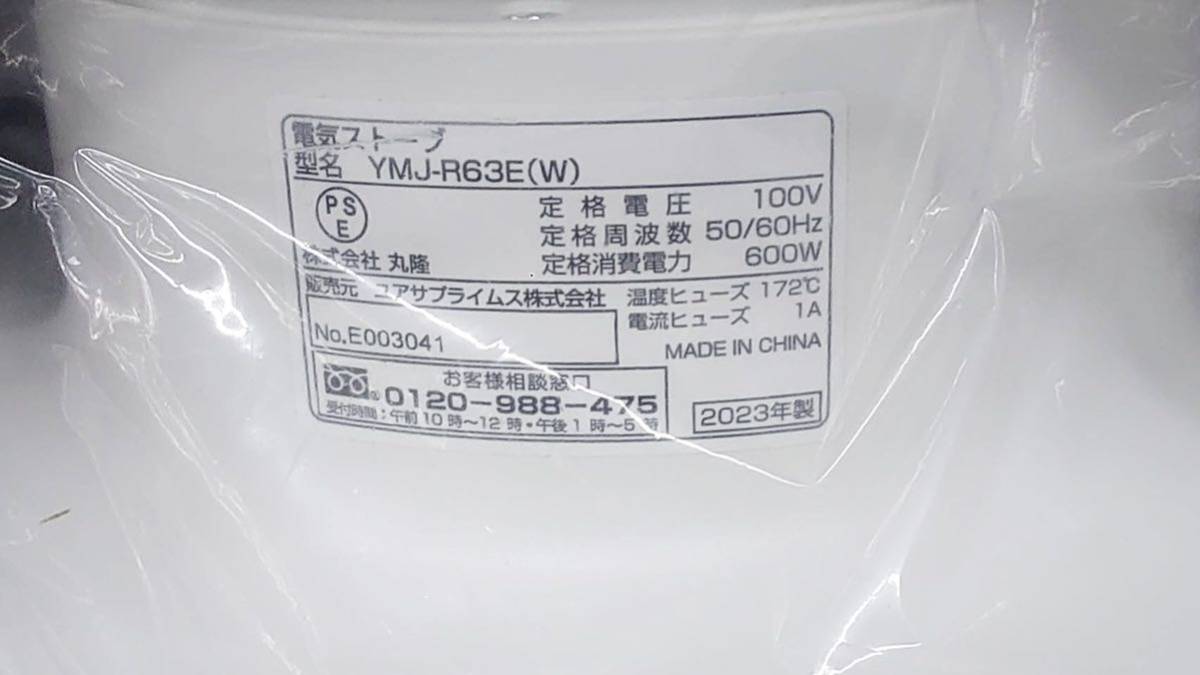 電気ストーブ
型名 YMJ-R63E(W)
PS
E
定格電圧 100V
定格周波数 50/60Hz
定格消費電力 600W
株式会社 丸隆
販売元 ユアサプライムス株式会社
温度ヒューズ 172℃
電流ヒューズ 1A
No.E003041
MADE IN CHINA
お客様相談窓口
0120-988-475
受付時間:午前10時~12時・午後1時~5時
2023年製